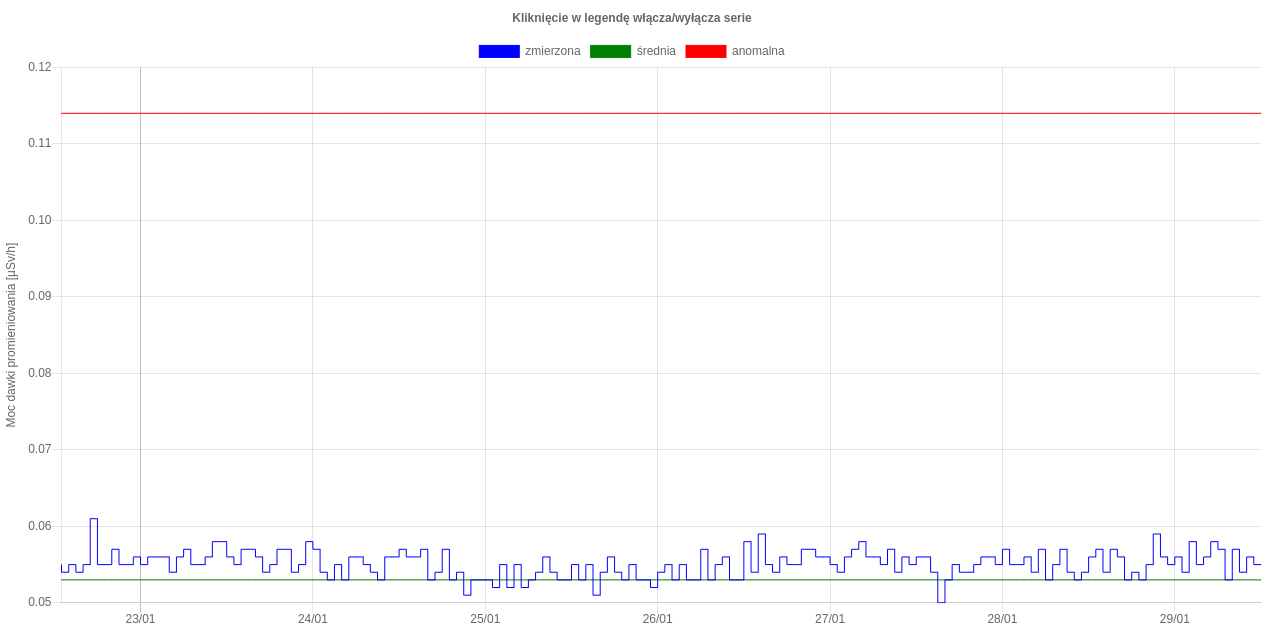 Kliknięcie w legendę włącza/wyłącza serie
zmierzona średnia anomalna
Moc dawki promieniowania [µSv/h]
0.12
0.11
0.10
0.09
0.08
0.07
0.06
0.05
23/01 24/01 25/01 26/01 27/01 28/01 29/01